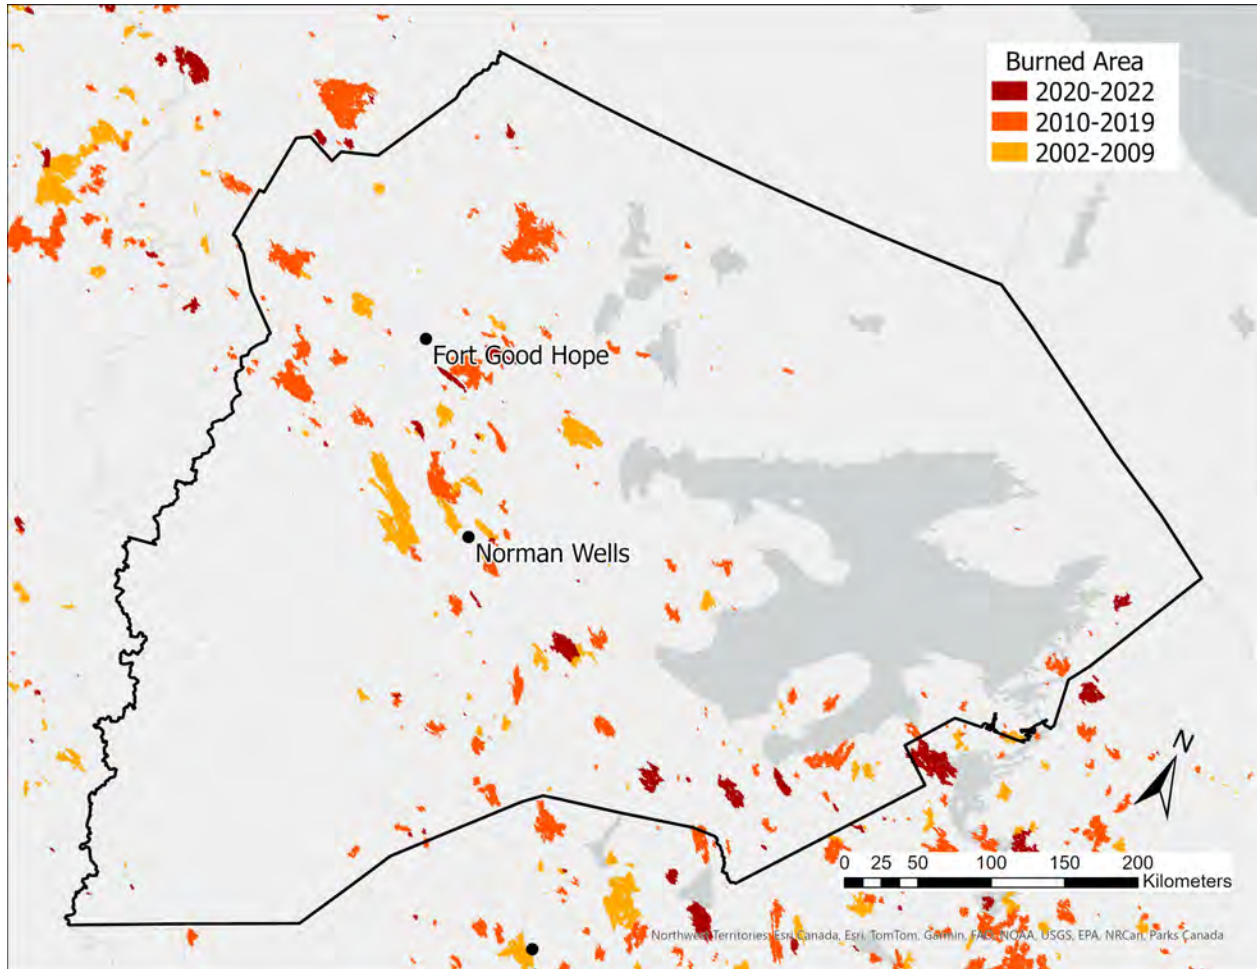 Burned Area
2020-2022
2010-2019
2002-2009
Fort Good Hope
Norman Wells
N
0 25 50 100 150 200
Kilometers
Northwest Territories, Esri Canada, Esri, TomTom, Garmin, FAO, NOAA, USGS, EPA, NRCan, Parks Canada